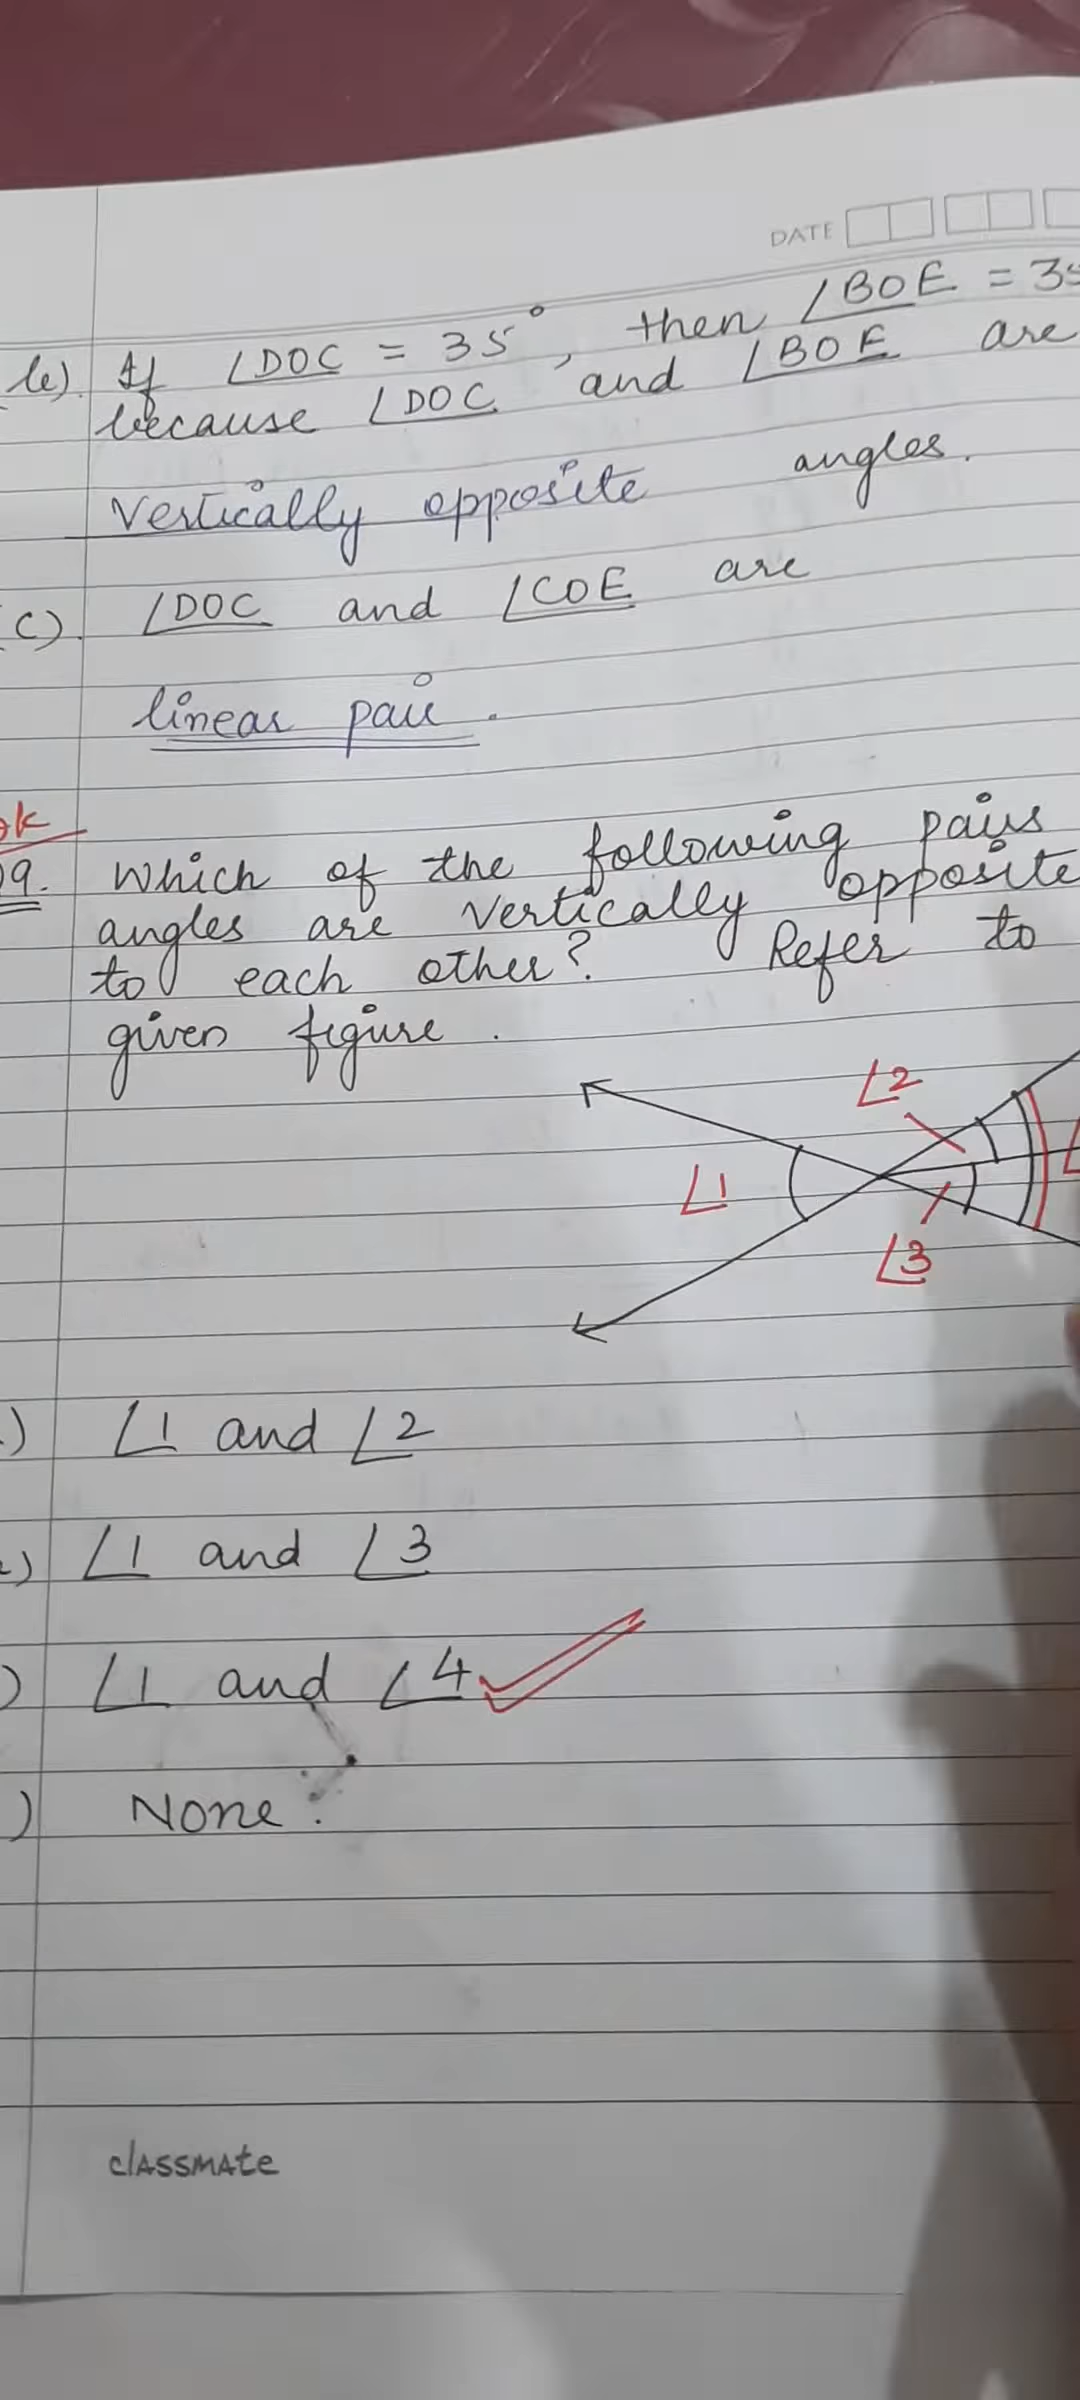 DATE
b). If ∠DOC = 35°, then ∠BOE = 35
because ∠DOC and ∠BOE are
vertically opposite angles.
C). ∠DOC and ∠COE are
linear pair.
9. Which of the following pairs
angles are vertically opposite
to each other? Refer to
given figure.
∠2
∠1
∠3
) ∠1 and ∠2
) ∠1 and ∠3
) ∠1 and ∠4
) None.
classmate